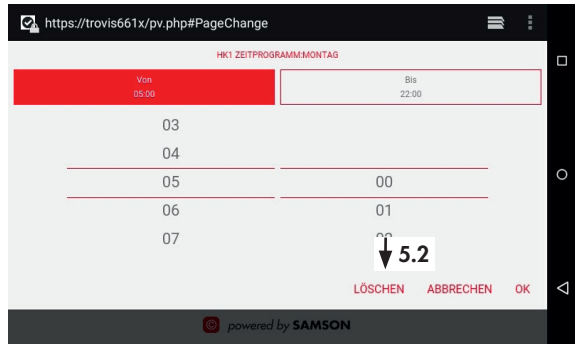 https://trovis661x/pv.php#PageChange
HK1 ZEITPROGRAMM:MONTAG
Von
05:00
Bis
22:00
03
04
05
00
06
01
07
5.2
LÖSCHEN
ABBRECHEN
OK
© powered by SAMSON